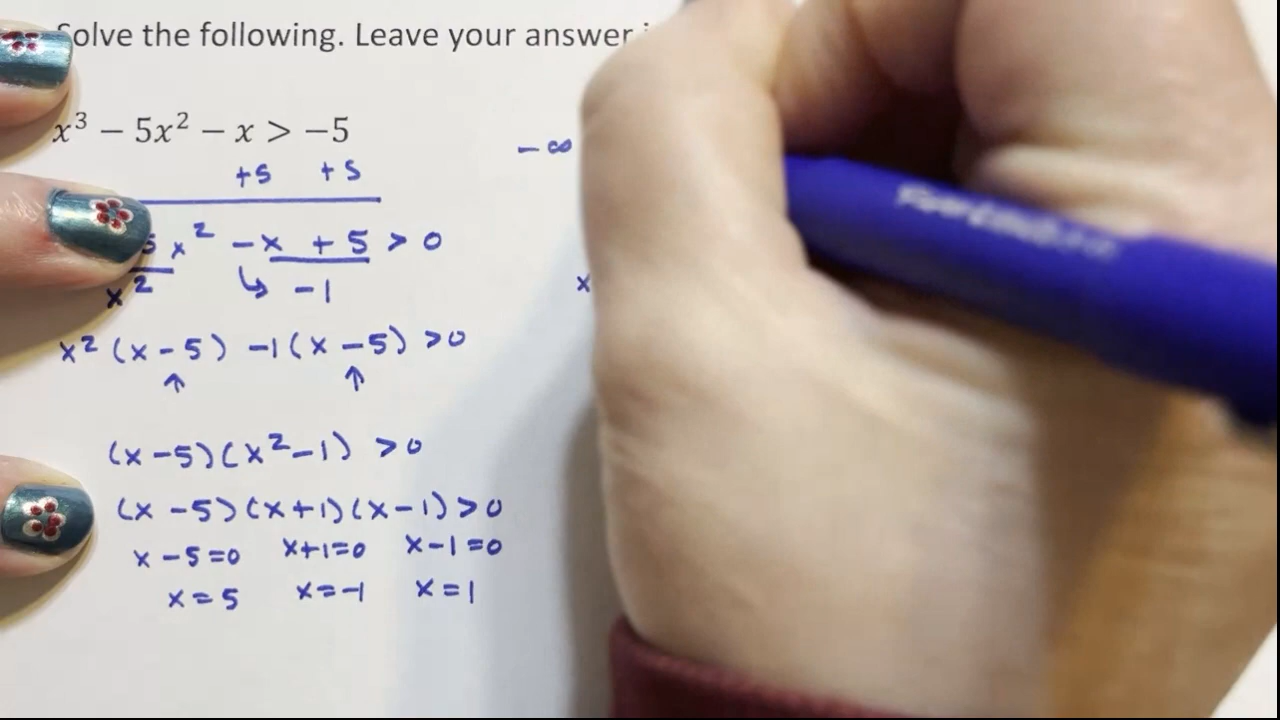 Solve the following. Leave your answer
x³ − 5x² − x > −5
+5 +5
x² −x + 5 > 0
x² ↳ −1
x² (x − 5) −1(x − 5) > 0
↑ ↑
(x −5)(x² −1) > 0
(x − 5)(x+1)(x − 1) > 0
x − 5 = 0 x+1=0 x−1 = 0
x = 5 x = −1 x = 1
− ∞
x